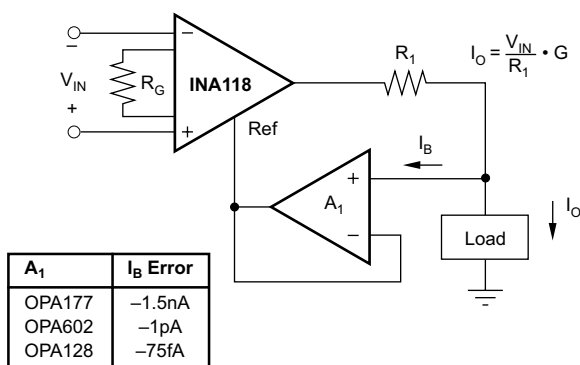 −
−
V_IN
R_G
INA118
+
+
Ref
R_1
I_O = V_IN / R_1 • G
I_B
+
A_1
−
Load
I_O
A_1 I_B Error
OPA177 −1.5nA
OPA602 −1pA
OPA128 −75fA